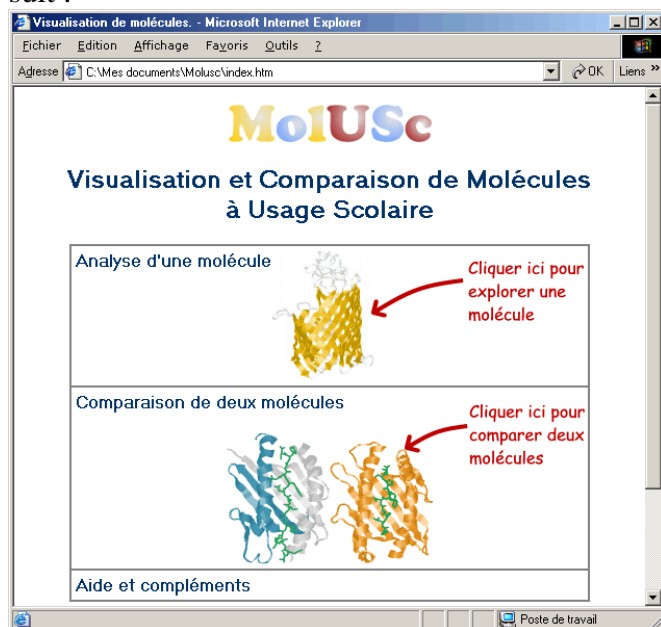 suit :
Visualisation de molécules. - Microsoft Internet Explorer
Fichier Edition Affichage Favoris Outils ?
Adresse C:\Mes documents\Molusc\index.htm OK Liens »
MolUSc
Visualisation et Comparaison de Molécules
à Usage Scolaire
Analyse d'une molécule
Cliquer ici pour
explorer une
molécule
Comparaison de deux molécules
Cliquer ici pour
comparer deux
molécules
Aide et compléments
Poste de travail